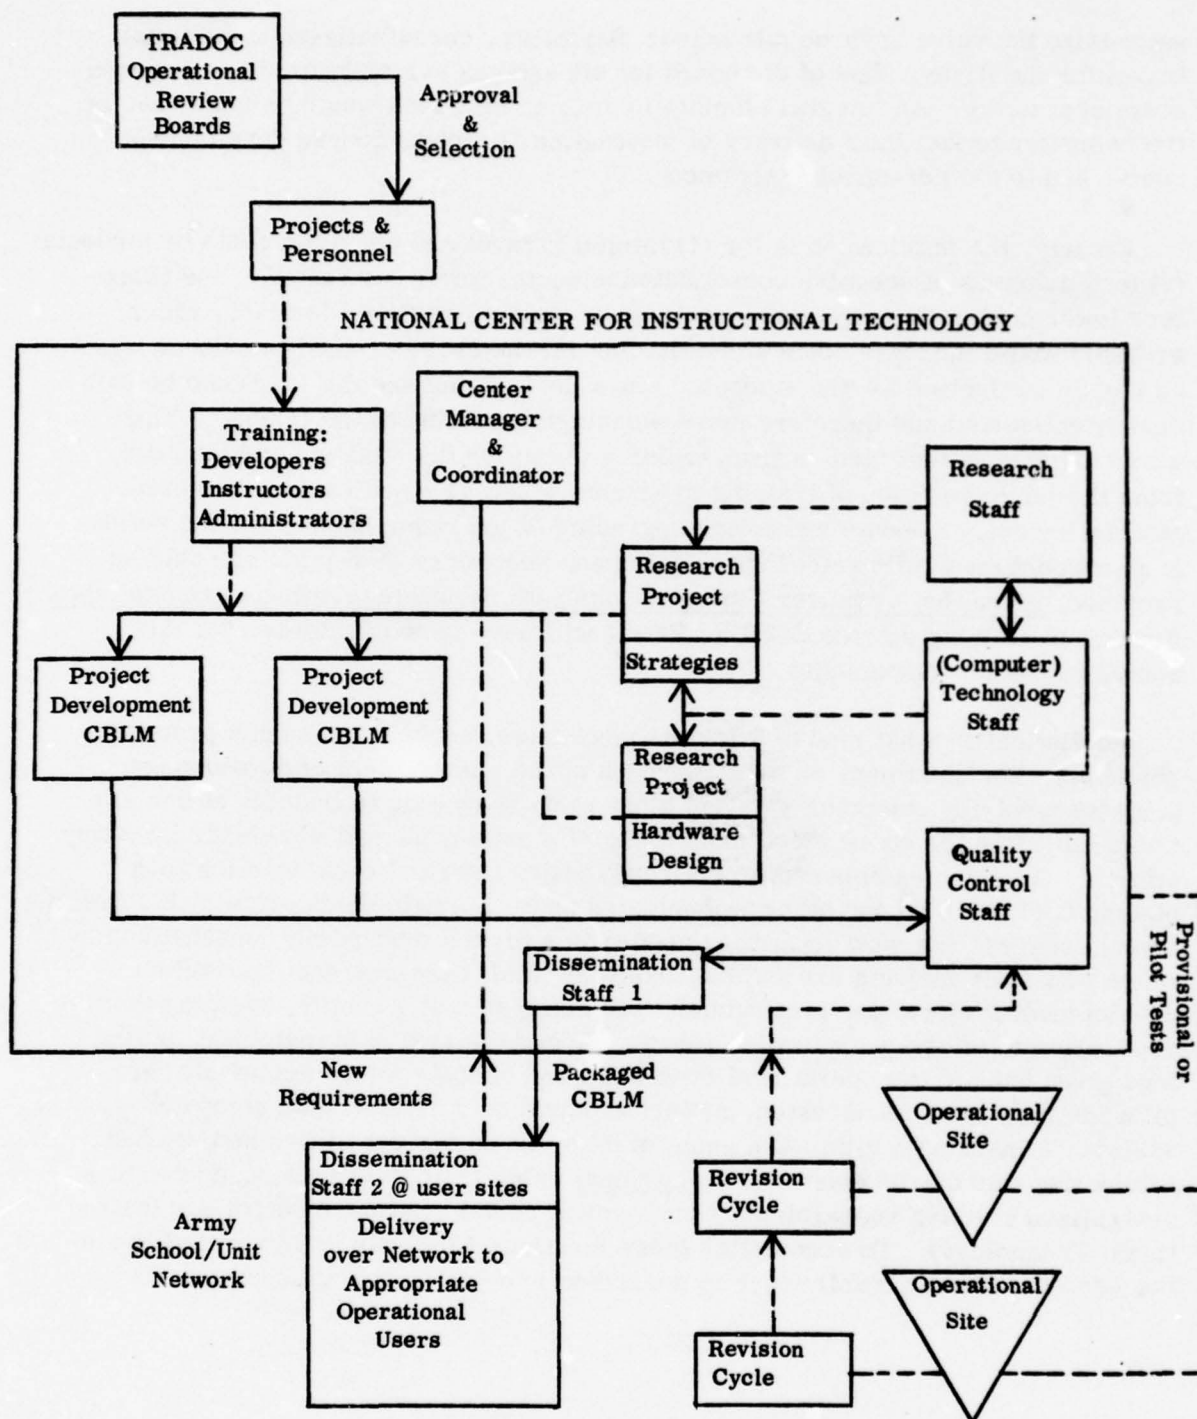 TRADOC
Operational
Review
Boards
Approval
&
Selection
Projects &
Personnel
NATIONAL CENTER FOR INSTRUCTIONAL TECHNOLOGY
Training:
Developers
Instructors
Administrators
Center
Manager
&
Coordinator
Research
Staff
Research
Project
Strategies
(Computer)
Technology
Staff
Project
Development
CBLM
Project
Development
CBLM
Research
Project
Hardware
Design
Quality
Control
Staff
Dissemination
Staff 1
Provisional or
Pilot Tests
New
Requirements
Packaged
CBLM
Operational
Site
Dissemination
Staff 2 @ user sites
Revision
Cycle
Army
School/Unit
Network
Delivery
over Network to
Appropriate
Operational
Users
Operational
Site
Revision
Cycle